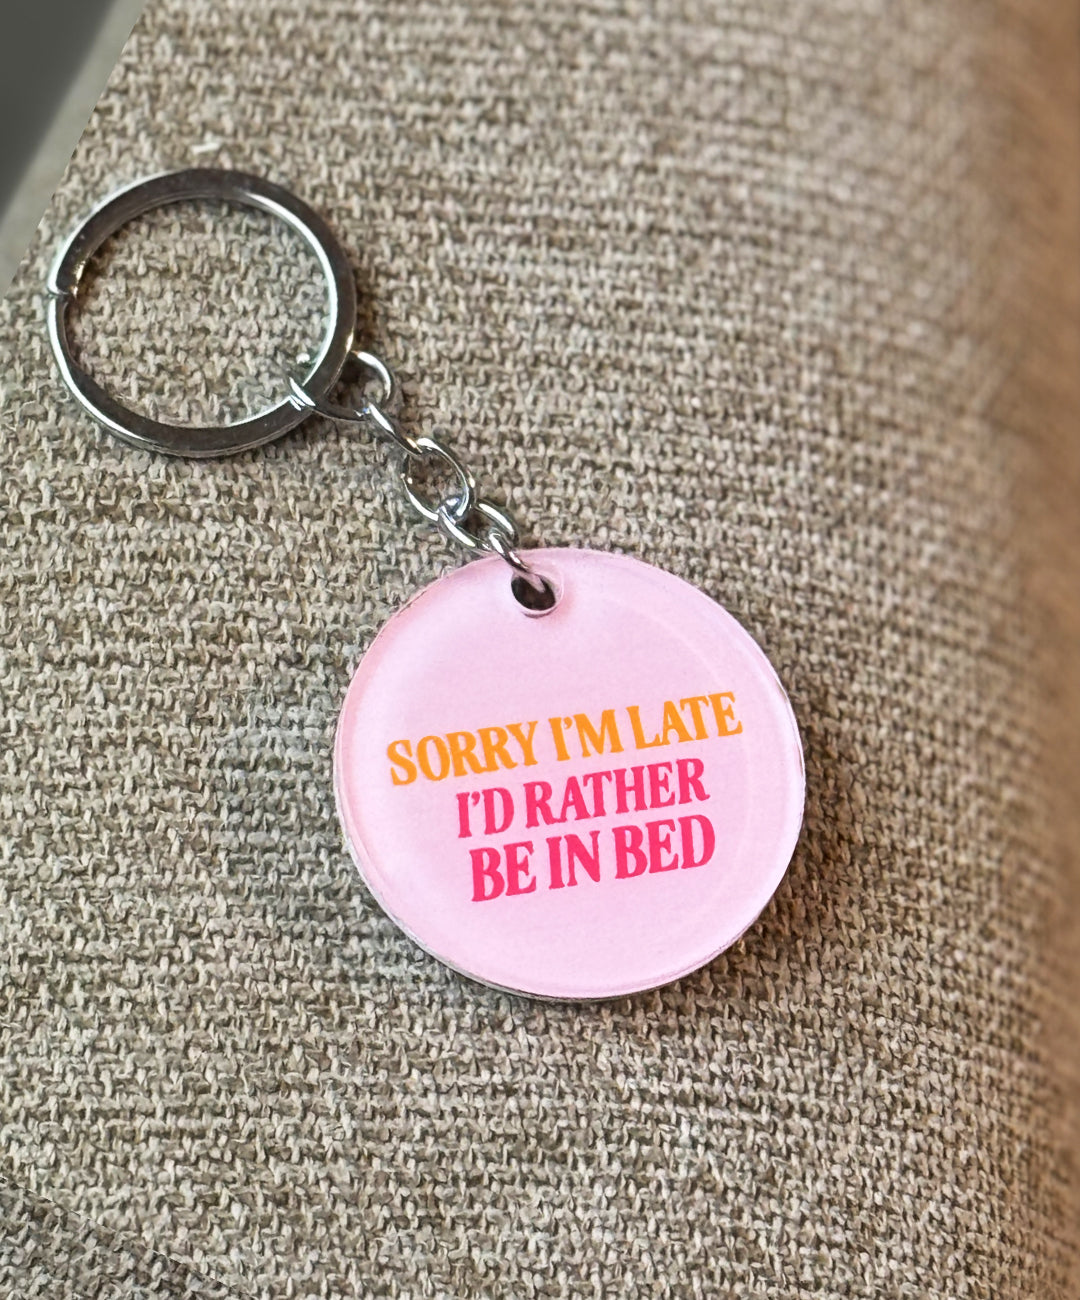 SORRY I'M LATE
I'D RATHER
BE IN BED